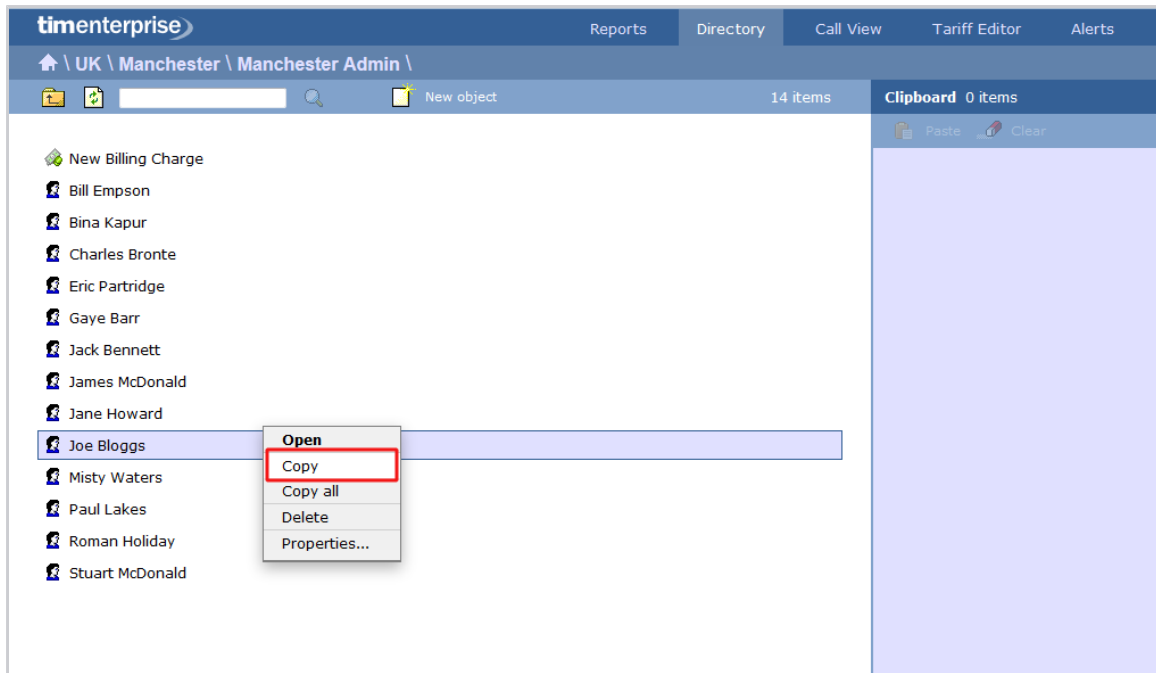 timenterprise
Reports Directory Call View Tariff Editor Alerts
\ UK \ Manchester \ Manchester Admin \
New object 14 items Clipboard 0 items
Paste Clear
New Billing Charge
Bill Empson
Bina Kapur
Charles Bronte
Eric Partridge
Gaye Barr
Jack Bennett
James McDonald
Jane Howard
Joe Bloggs
Misty Waters
Paul Lakes
Roman Holiday
Stuart McDonald
Open
Copy
Copy all
Delete
Properties...